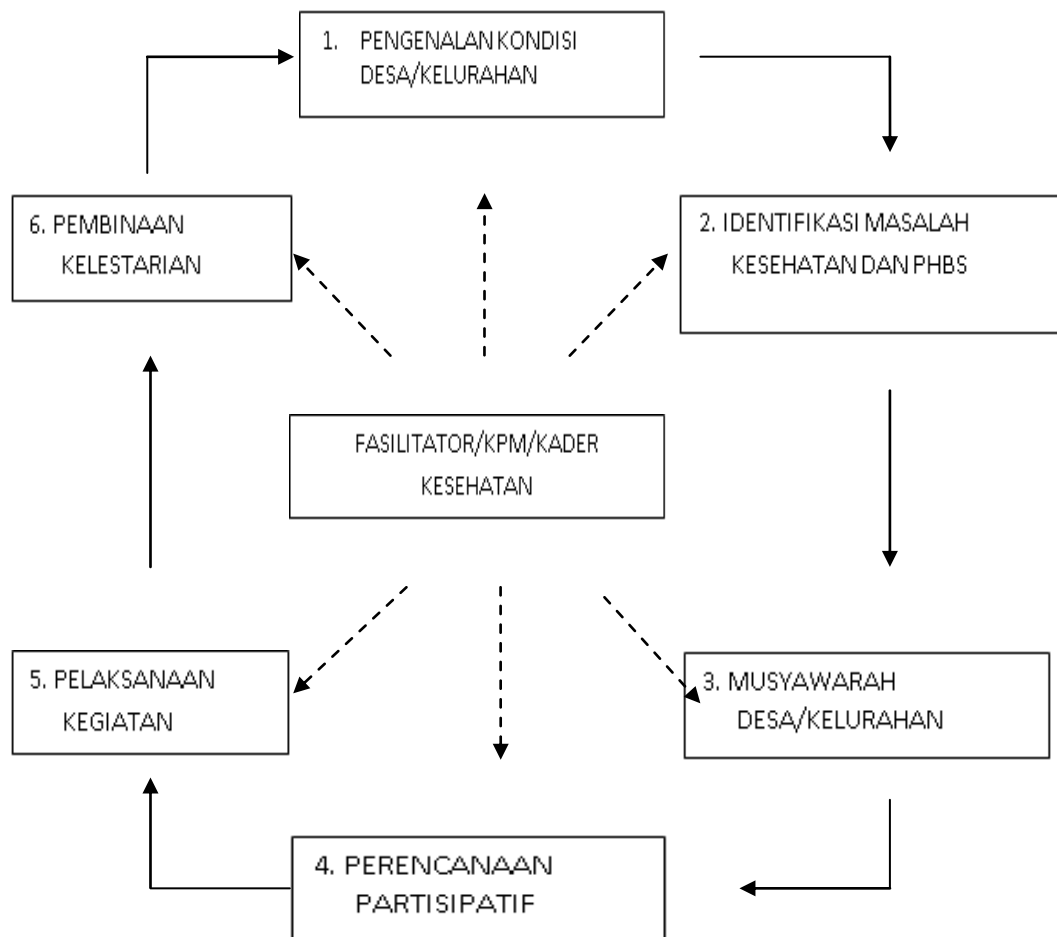 1. PENGENALAN KONDISI
DESA/KELURAHAN
2. IDENTIFIKASI MASALAH
KESEHATAN DAN PHBS
3. MUSYAWARAH
DESA/KELURAHAN
4. PERENCANAAN
PARTISIPATIF
5. PELAKSANAAN
KEGIATAN
6. PEMBINAAN
KELESTARIAN
FASILITATOR/KPM/KADER
KESEHATAN